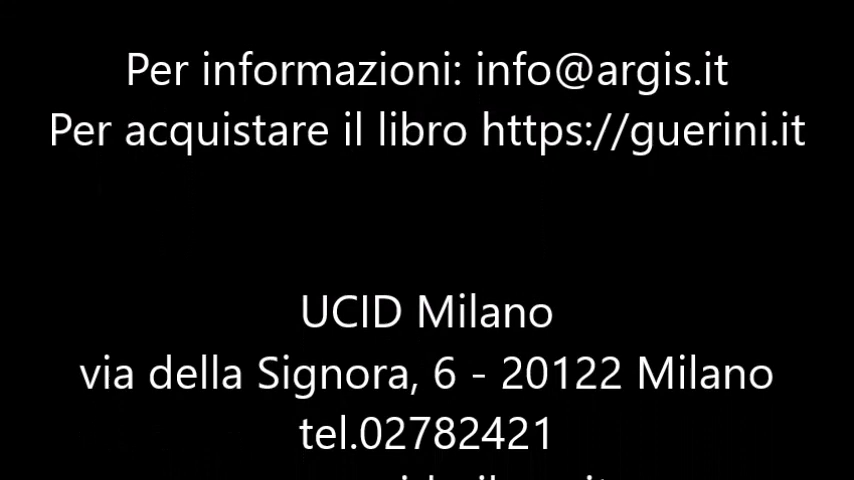 Per informazioni: info@argis.it
Per acquistare il libro https://guerini.it
UCID Milano
via della Signora, 6 - 20122 Milano
tel.02782421